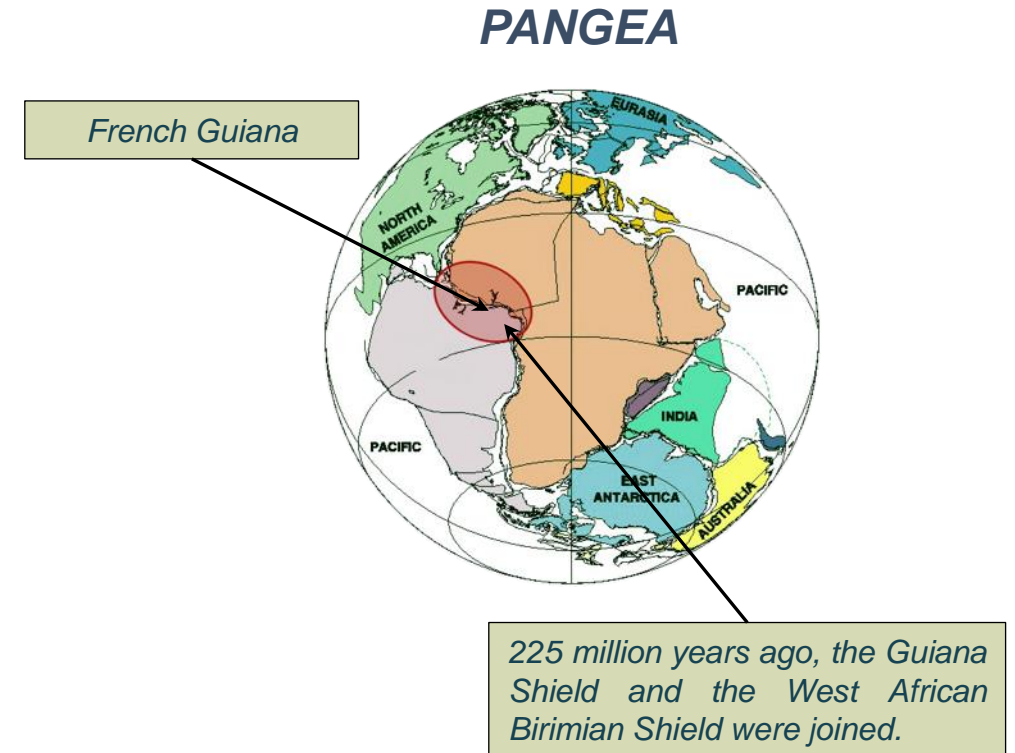 PANGEA
French Guiana
EURASIA
NORTH
AMERICA
PACIFIC
INDIA
PACIFIC
EAST
ANTARCTICA
AUSTRALIA
225 million years ago, the Guiana
Shield and the West African
Birimian Shield were joined.